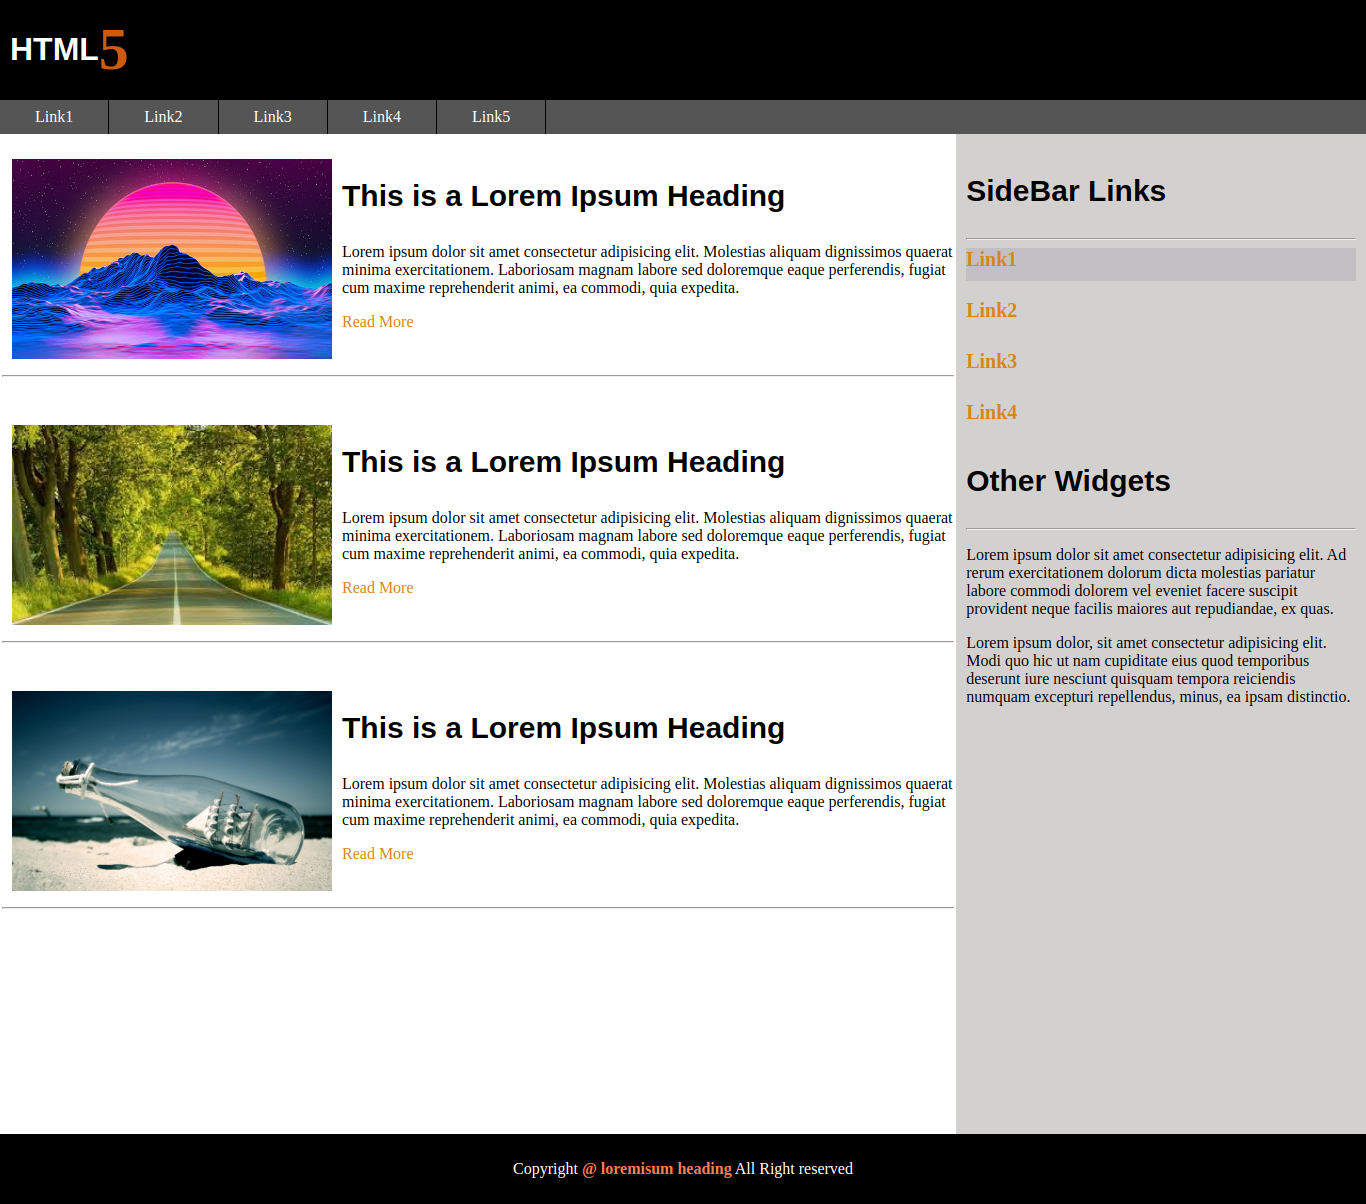 HTML5
Link1 Link2 Link3 Link4 Link5
This is a Lorem Ipsum Heading
Lorem ipsum dolor sit amet consectetur adipisicing elit. Molestias aliquam dignissimos quaerat
minima exercitationem. Laboriosam magnam labore sed doloremque eaque perferendis, fugiat
cum maxime reprehenderit animi, ea commodi, quia expedita.
Read More
This is a Lorem Ipsum Heading
Lorem ipsum dolor sit amet consectetur adipisicing elit. Molestias aliquam dignissimos quaerat
minima exercitationem. Laboriosam magnam labore sed doloremque eaque perferendis, fugiat
cum maxime reprehenderit animi, ea commodi, quia expedita.
Read More
This is a Lorem Ipsum Heading
Lorem ipsum dolor sit amet consectetur adipisicing elit. Molestias aliquam dignissimos quaerat
minima exercitationem. Laboriosam magnam labore sed doloremque eaque perferendis, fugiat
cum maxime reprehenderit animi, ea commodi, quia expedita.
Read More
SideBar Links
Link1
Link2
Link3
Link4
Other Widgets
Lorem ipsum dolor sit amet consectetur adipisicing elit. Ad
rerum exercitationem dolorum dicta molestias pariatur
labore commodi dolorem vel eveniet facere suscipit
provident neque facilis maiores aut repudiandae, ex quas.
Lorem ipsum dolor, sit amet consectetur adipisicing elit.
Modi quo hic ut nam cupiditate eius quod temporibus
deserunt iure nesciunt quisquam tempora reiciendis
numquam excepturi repellendus, minus, ea ipsam distinctio.
Copyright @ loremisum heading All Right reserved